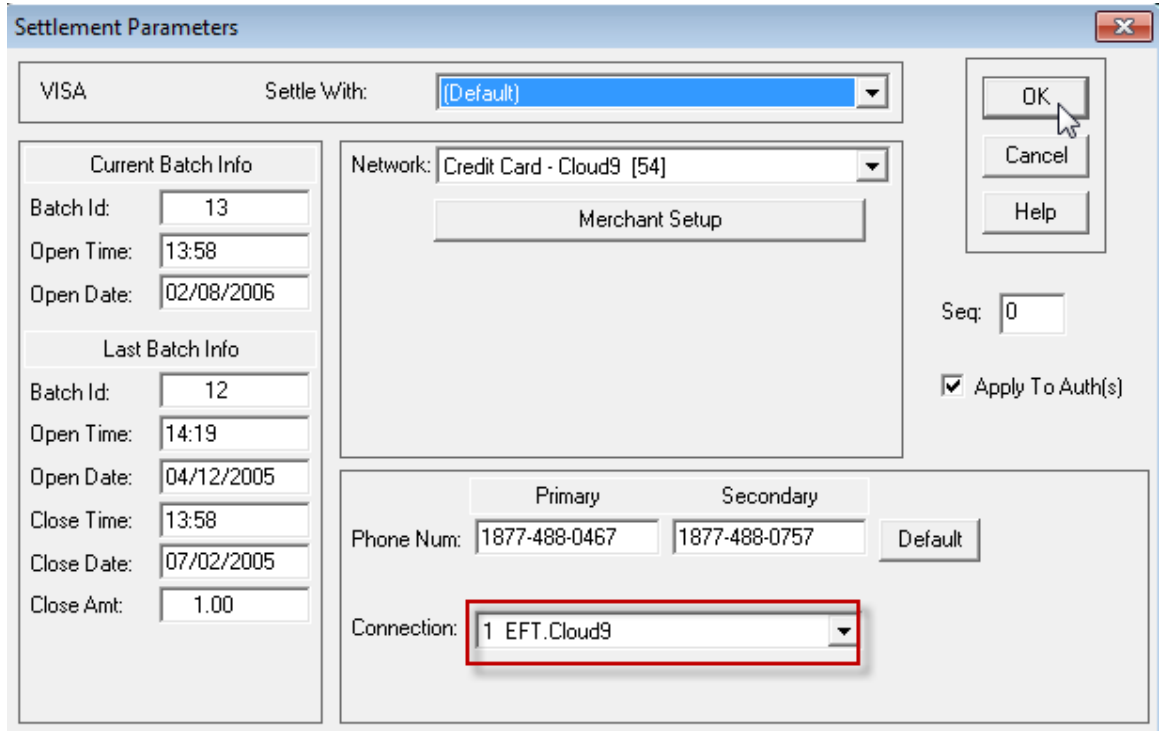 Settlement Parameters
VISA Settle With: (Default)
OK
Cancel
Help
Current Batch Info
Batch Id: 13
Open Time: 13:58
Open Date: 02/08/2006
Last Batch Info
Batch Id: 12
Open Time: 14:19
Open Date: 04/12/2005
Close Time: 13:58
Close Date: 07/02/2005
Close Amt: 1.00
Network: Credit Card - Cloud9 [54]
Merchant Setup
Seq: 0
Apply To Auth(s)
Primary Secondary
Phone Num: 1877-488-0467 1877-488-0757 Default
Connection: 1 EFT.Cloud9